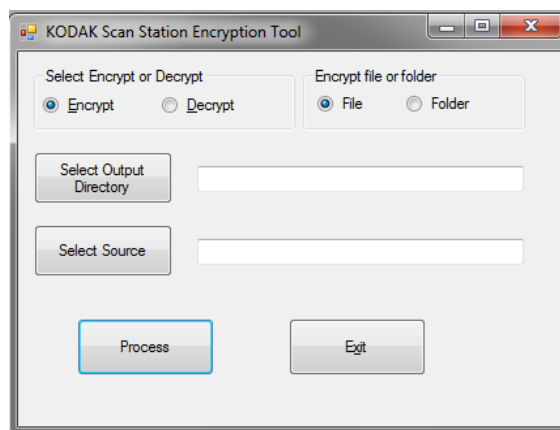 KODAK Scan Station Encryption Tool
Select Encrypt or Decrypt
Encrypt file or folder
Encrypt
Decrypt
File
Folder
Select Output
Directory
Select Source
Process
Exit